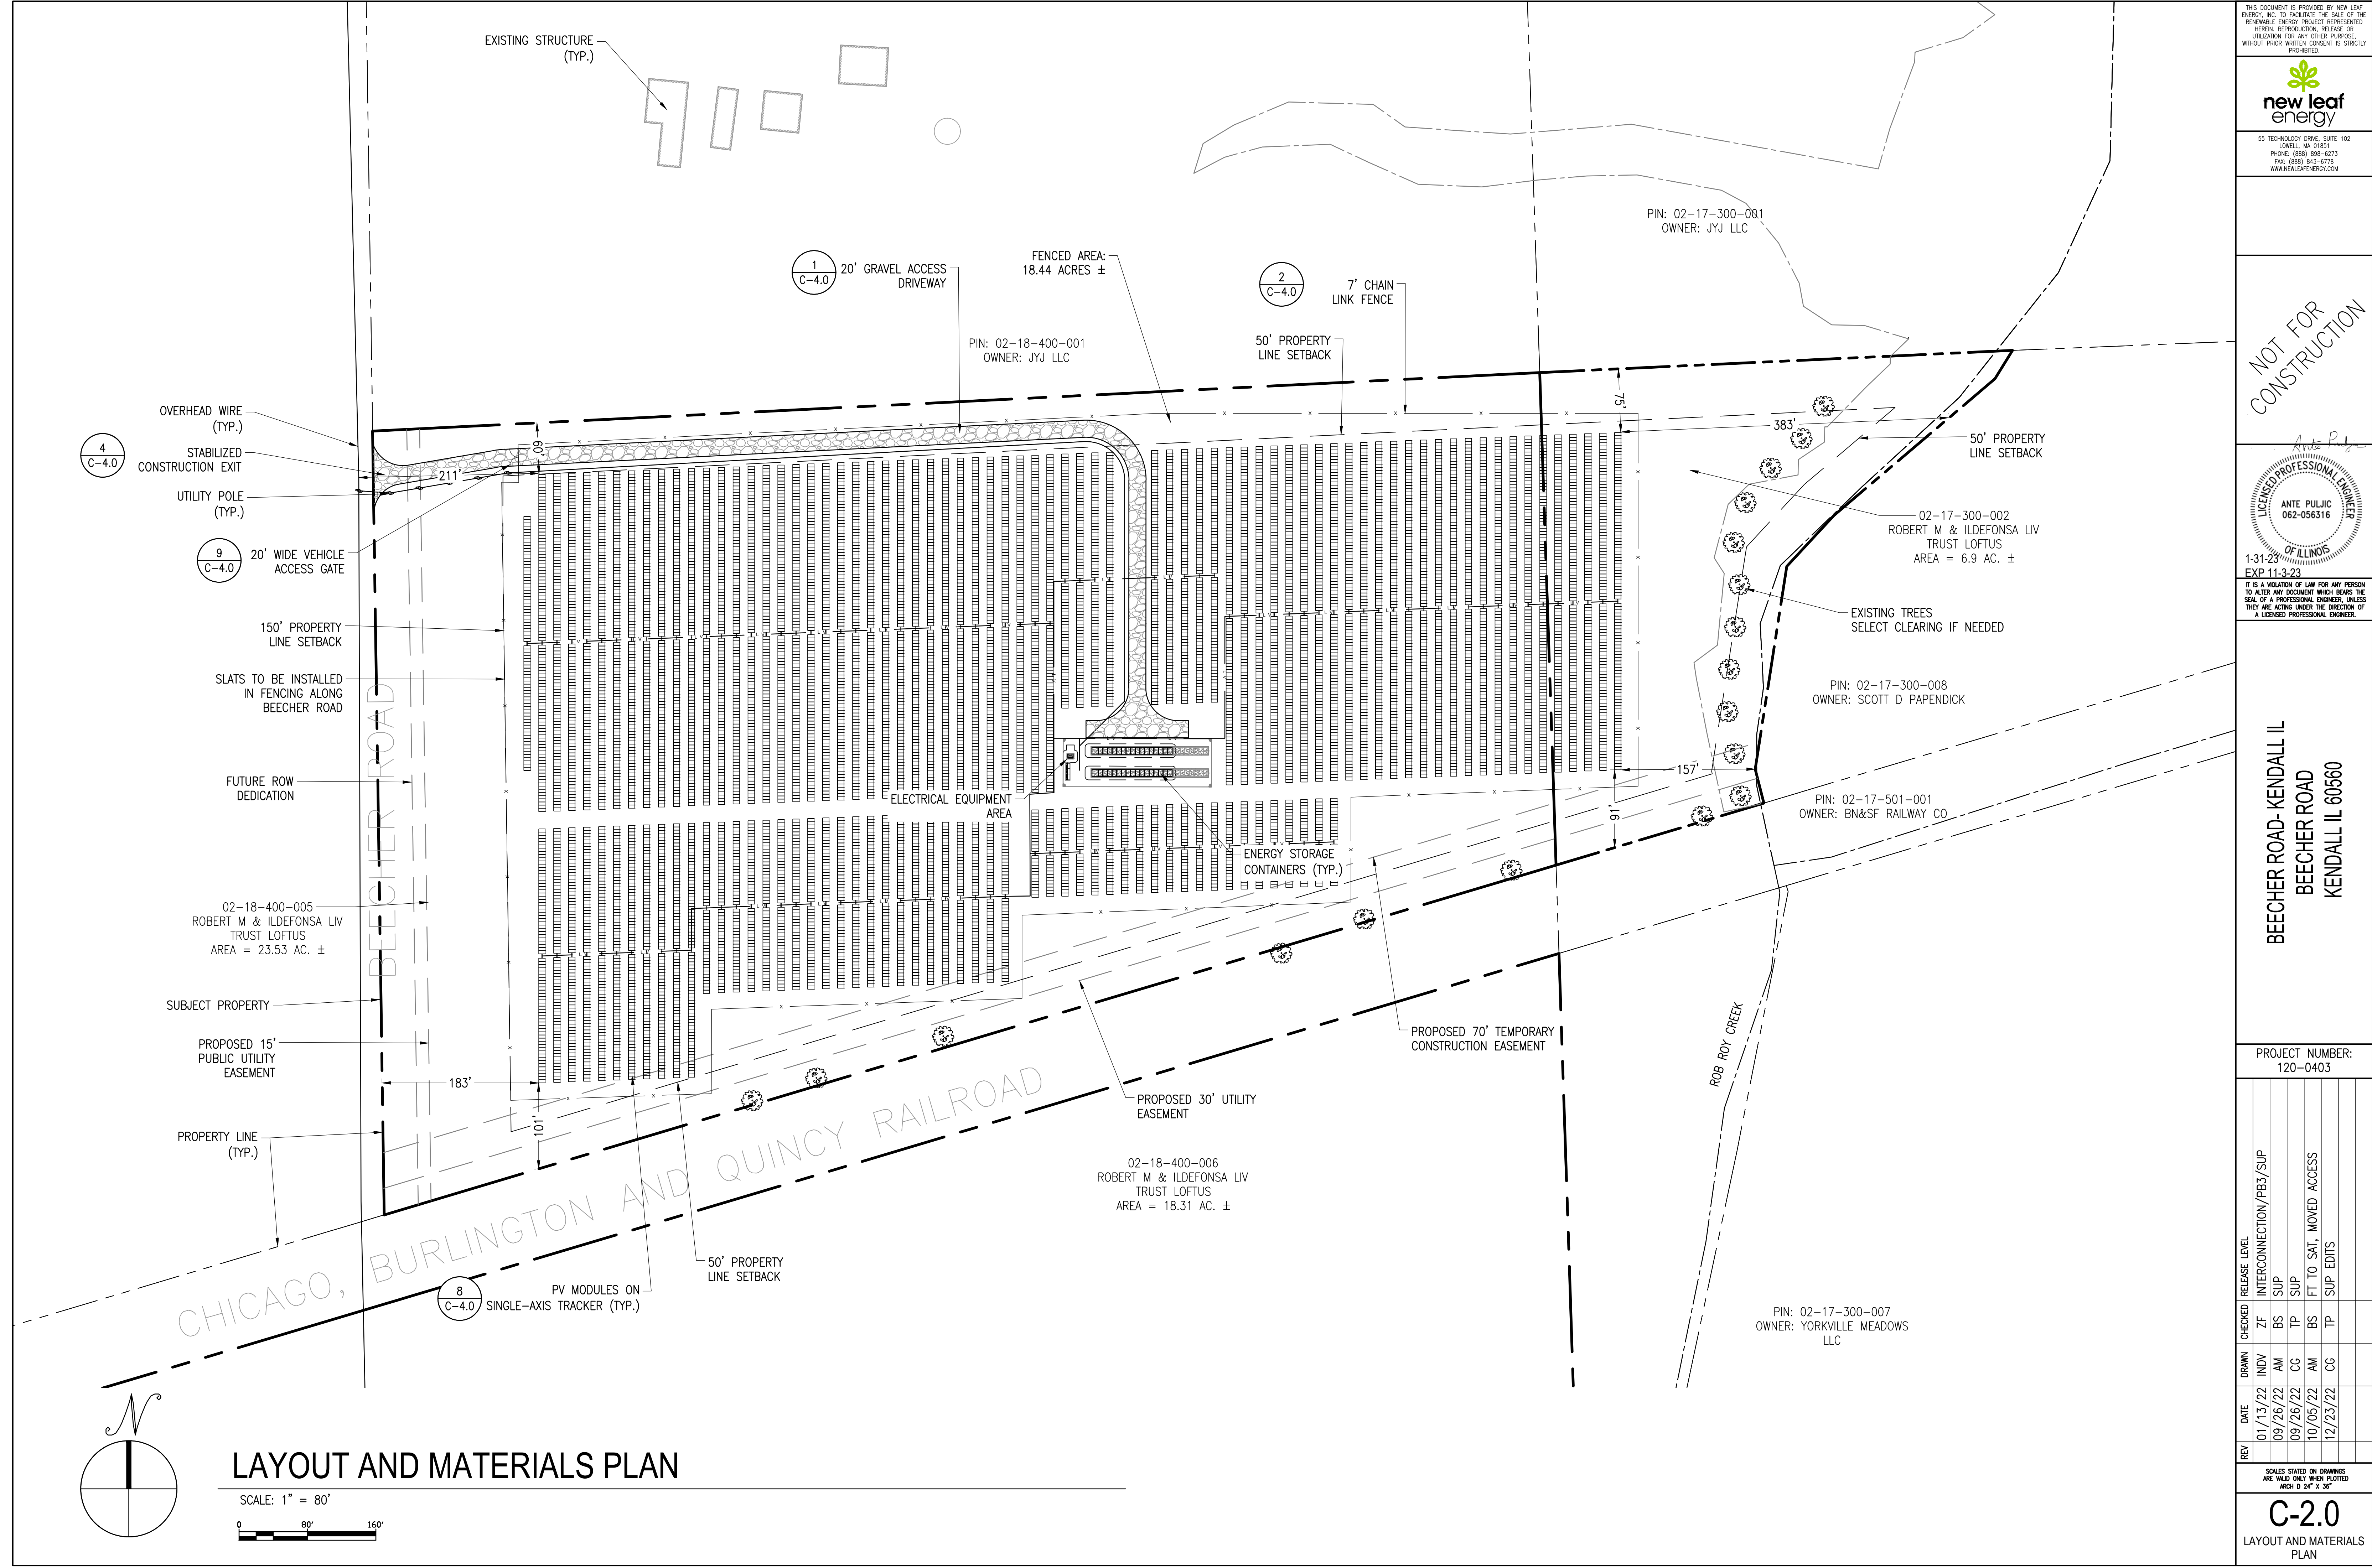 EXISTING STRUCTURE
(TYP.)
PIN: 02-17-300-001
OWNER: JYJ LLC
1
C-4.0
20' GRAVEL ACCESS
DRIVEWAY
FENCED AREA:
18.44 ACRES ±
2
C-4.0
7' CHAIN
LINK FENCE
PIN: 02-18-400-001
OWNER: JYJ LLC
50' PROPERTY
LINE SETBACK
OVERHEAD WIRE
(TYP.)
4
C-4.0
STABILIZED
CONSTRUCTION EXIT
UTILITY POLE
(TYP.)
9
C-4.0
20' WIDE VEHICLE
ACCESS GATE
150' PROPERTY
LINE SETBACK
SLATS TO BE INSTALLED
IN FENCING ALONG
BEECHER ROAD
FUTURE ROW
DEDICATION
02-18-400-005
ROBERT M & ILDEFONSA LIV
TRUST LOFTUS
AREA = 23.53 AC. ±
SUBJECT PROPERTY
PROPOSED 15'
PUBLIC UTILITY
EASEMENT
PROPERTY LINE
(TYP.)
BEECHER ROAD
60'
211'
75'
383'
157'
91'
183'
101'
50' PROPERTY
LINE SETBACK
02-17-300-002
ROBERT M & ILDEFONSA LIV
TRUST LOFTUS
AREA = 6.9 AC. ±
EXISTING TREES
SELECT CLEARING IF NEEDED
PIN: 02-17-300-008
OWNER: SCOTT D PAPENDICK
PIN: 02-17-501-001
OWNER: BN&SF RAILWAY CO
ELECTRICAL EQUIPMENT
AREA
ENERGY STORAGE
CONTAINERS (TYP.)
PROPOSED 70' TEMPORARY
CONSTRUCTION EASEMENT
PROPOSED 30' UTILITY
EASEMENT
ROB ROY CREEK
CHICAGO, BURLINGTON AND QUINCY RAILROAD
02-18-400-006
ROBERT M & ILDEFONSA LIV
TRUST LOFTUS
AREA = 18.31 AC. ±
50' PROPERTY
LINE SETBACK
8
C-4.0
PV MODULES ON
SINGLE-AXIS TRACKER (TYP.)
PIN: 02-17-300-007
OWNER: YORKVILLE MEADOWS
LLC
N
LAYOUT AND MATERIALS PLAN
SCALE: 1" = 80'
0 80' 160'
THIS DOCUMENT IS PROVIDED BY NEW LEAF
ENERGY, INC. TO FACILITATE THE SALE OF THE
RENEWABLE ENERGY PROJECT REPRESENTED
HEREIN. REPRODUCTION, RELEASE OR
UTILIZATION FOR ANY OTHER PURPOSE,
WITHOUT PRIOR WRITTEN CONSENT IS STRICTLY
PROHIBITED.
new leaf
energy
55 TECHNOLOGY DRIVE, SUITE 102
LOWELL, MA 01851
PHONE: (888) 898-6273
FAX: (888) 843-6778
WWW.NEWLEAFENERGY.COM
NOT FOR
CONSTRUCTION
LICENSED PROFESSIONAL ENGINEER
ANTE PULJIC
062-056316
OF ILLINOIS
1-31-23
EXP 11-3-23
IT IS A VIOLATION OF LAW FOR ANY PERSON
TO ALTER ANY DOCUMENT WHICH BEARS THE
SEAL OF A PROFESSIONAL ENGINEER, UNLESS
THEY ARE ACTING UNDER THE DIRECTION OF
A LICENSED PROFESSIONAL ENGINEER.
BEECHER ROAD- KENDALL IL
BEECHER ROAD
KENDALL IL 60560
PROJECT NUMBER:
120-0403
REV DATE DRAWN CHECKED RELEASE LEVEL
01/13/22 INDV ZF INTERCONNECTION/PB3/SUP
09/26/22 AM BS SUP
09/26/22 CG TP SUP
10/05/22 AM BS FT TO SAT, MOVED ACCESS
12/23/22 CG TP SUP EDITS
SCALES STATED ON DRAWINGS
ARE VALID ONLY WHEN PLOTTED
ARCH D 24" X 36"
C-2.0
LAYOUT AND MATERIALS
PLAN